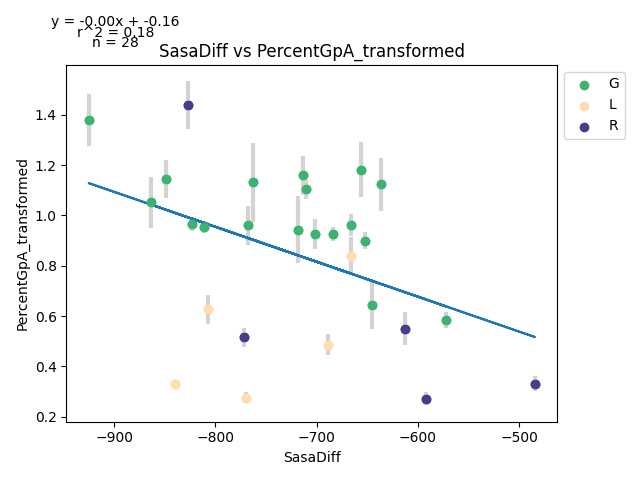 y = -0.00x + -0.16
r^2 = 0.18
n = 28
SasaDiff vs PercentGpA_transformed
G
L
R
PercentGpA_transformed
1.4
1.2
1.0
0.8
0.6
0.4
0.2
−900
−800
−700
−600
−500
SasaDiff